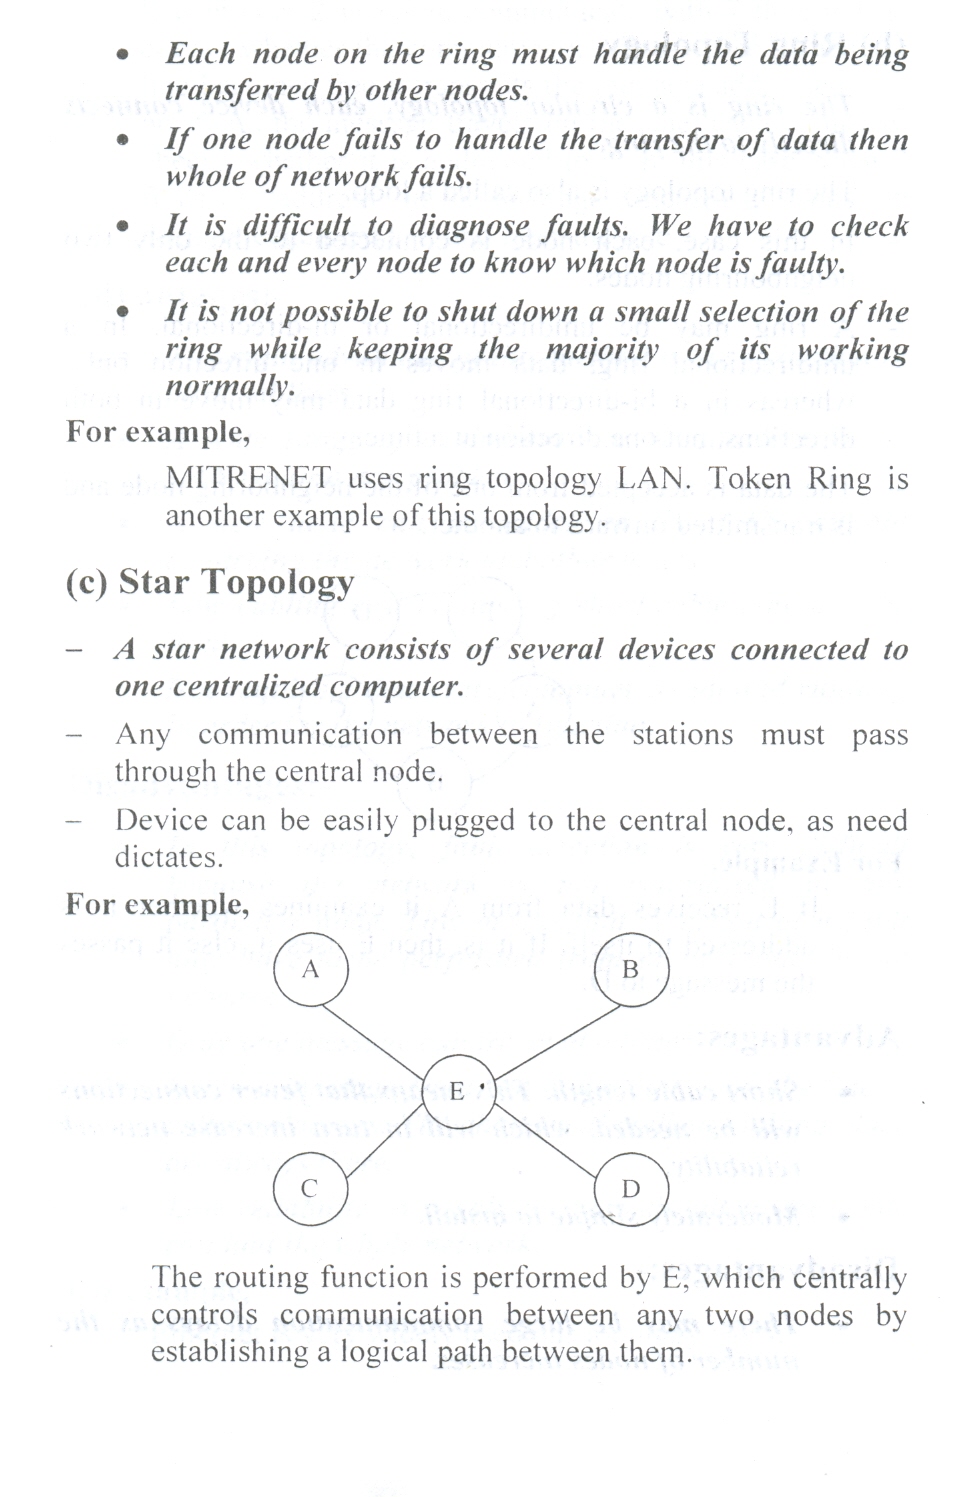 • Each node on the ring must handle the data being
transferred by other nodes.
• If one node fails to handle the transfer of data then
whole of network fails.
• It is difficult to diagnose faults. We have to check
each and every node to know which node is faulty.
• It is not possible to shut down a small selection of the
ring while keeping the majority of its working
normally.
For example,
MITRENET uses ring topology LAN. Token Ring is
another example of this topology.
(c) Star Topology
– A star network consists of several devices connected to
one centralized computer.
– Any communication between the stations must pass
through the central node.
– Device can be easily plugged to the central node, as need
dictates.
For example,
A
B
E
C
D
The routing function is performed by E, which centrally
controls communication between any two nodes by
establishing a logical path between them.